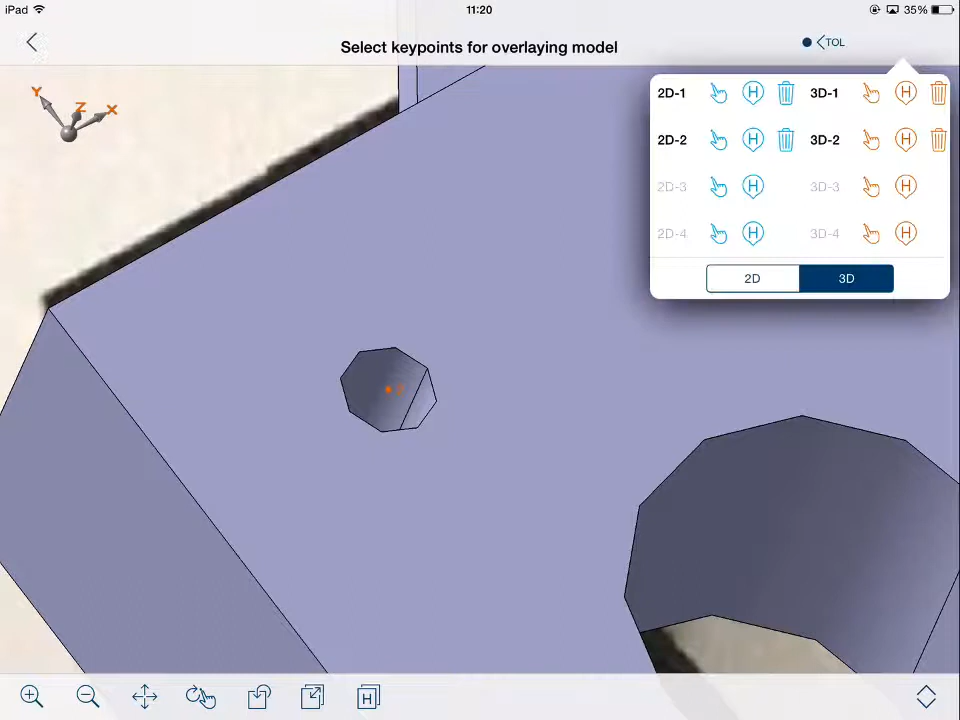 iPad 11:20 35%
Select keypoints for overlaying model
TOL
Y
Z
X
2D-1 H 3D-1 H
2D-2 H 3D-2 H
2D-3 H 3D-3 H
2D-4 H 3D-4 H
2D 3D
H